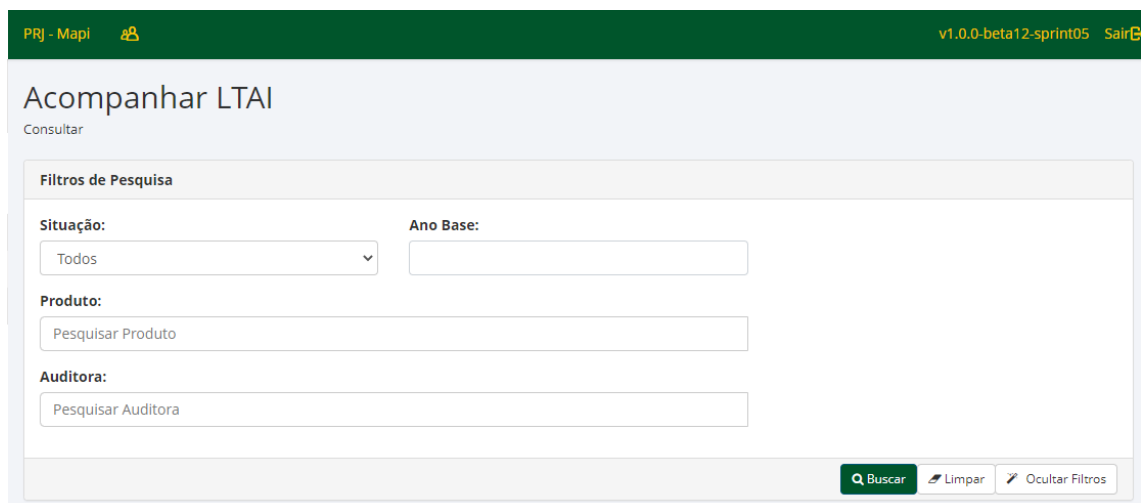 PRJ - Mapi v1.0.0-beta12-sprint05 Sair
Acompanhar LTAI
Consultar
Filtros de Pesquisa
Situação: Ano Base:
Todos
Produto:
Pesquisar Produto
Auditora:
Pesquisar Auditora
Buscar Limpar Ocultar Filtros